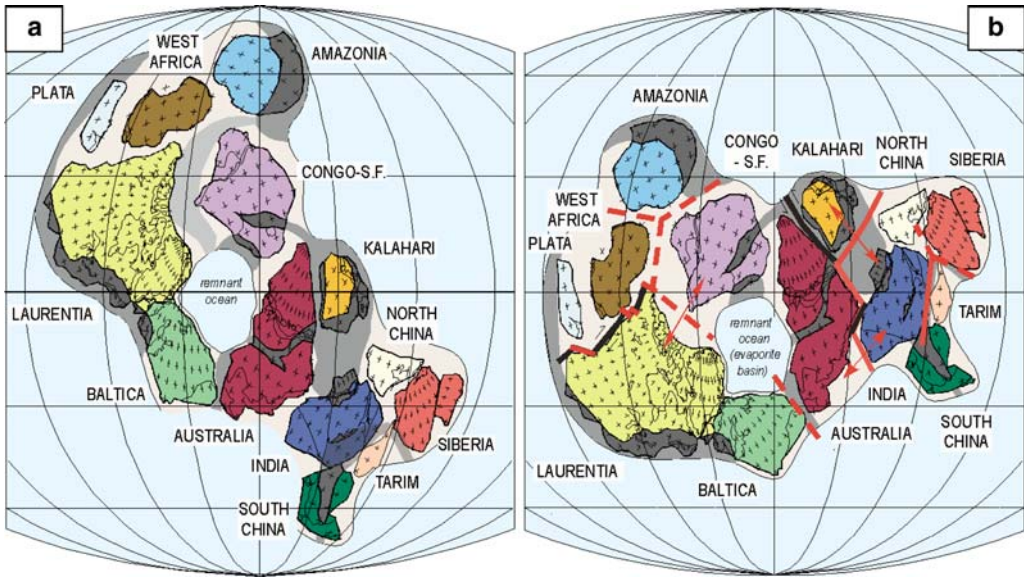 a
WEST
AFRICA
AMAZONIA
PLATA
CONGO-S.F.
KALAHARI
remnant
ocean
LAURENTIA
NORTH
CHINA
BALTICA
AUSTRALIA
SIBERIA
INDIA
TARIM
SOUTH
CHINA
b
AMAZONIA
CONGO
- S.F.
KALAHARI
NORTH
CHINA
SIBERIA
WEST
AFRICA
PLATA
TARIM
remnant
ocean
(evaporite
basin)
INDIA
SOUTH
CHINA
AUSTRALIA
LAURENTIA
BALTICA